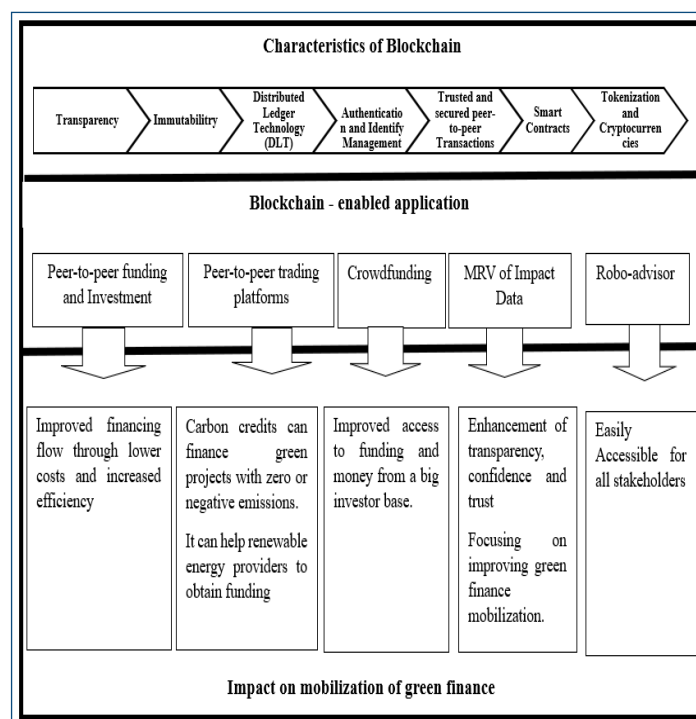 Characteristics of Blockchain
Transparency
Immutabilitry
Distributed
Ledger
Technology
(DLT)
Authenticatio
n and Identify
Management
Trusted and
secured peer-
to-peer
Transactions
Smart
Contracts
Tokenization
and
Cryptocurren
cies
Blockchain - enabled application
Peer-to-peer funding
and Investment
Peer-to-peer trading
platforms
Crowdfunding
MRV of Impact
Data
Robo-advisor
Improved financing
flow through lower
costs and increased
efficiency
Carbon credits can
finance green
projects with zero or
negative emissions.
It can help renewable
energy providers to
obtain funding
Improved access
to funding and
money from a big
investor base.
Enhancement of
transparency,
confidence and
trust
Focusing on
improving green
finance
mobilization.
Easily
Accessible for
all stakeholders
Impact on mobilization of green finance